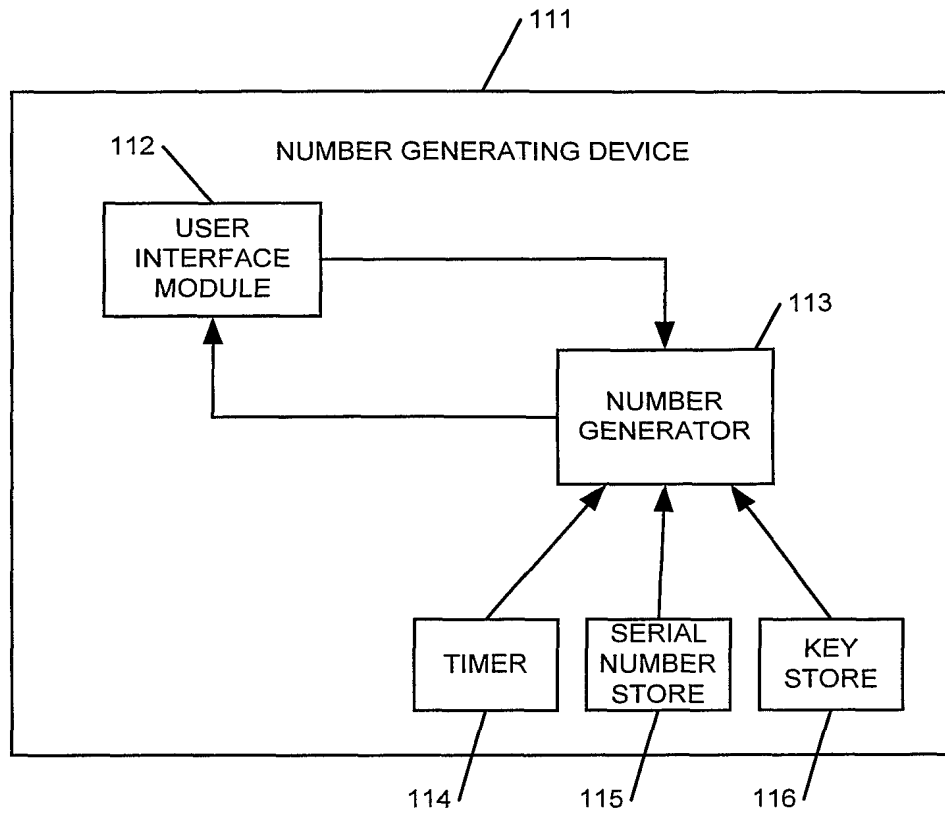 111
NUMBER GENERATING DEVICE
112
USER
INTERFACE
MODULE
113
NUMBER
GENERATOR
TIMER
SERIAL
NUMBER
STORE
KEY
STORE
114
115
116